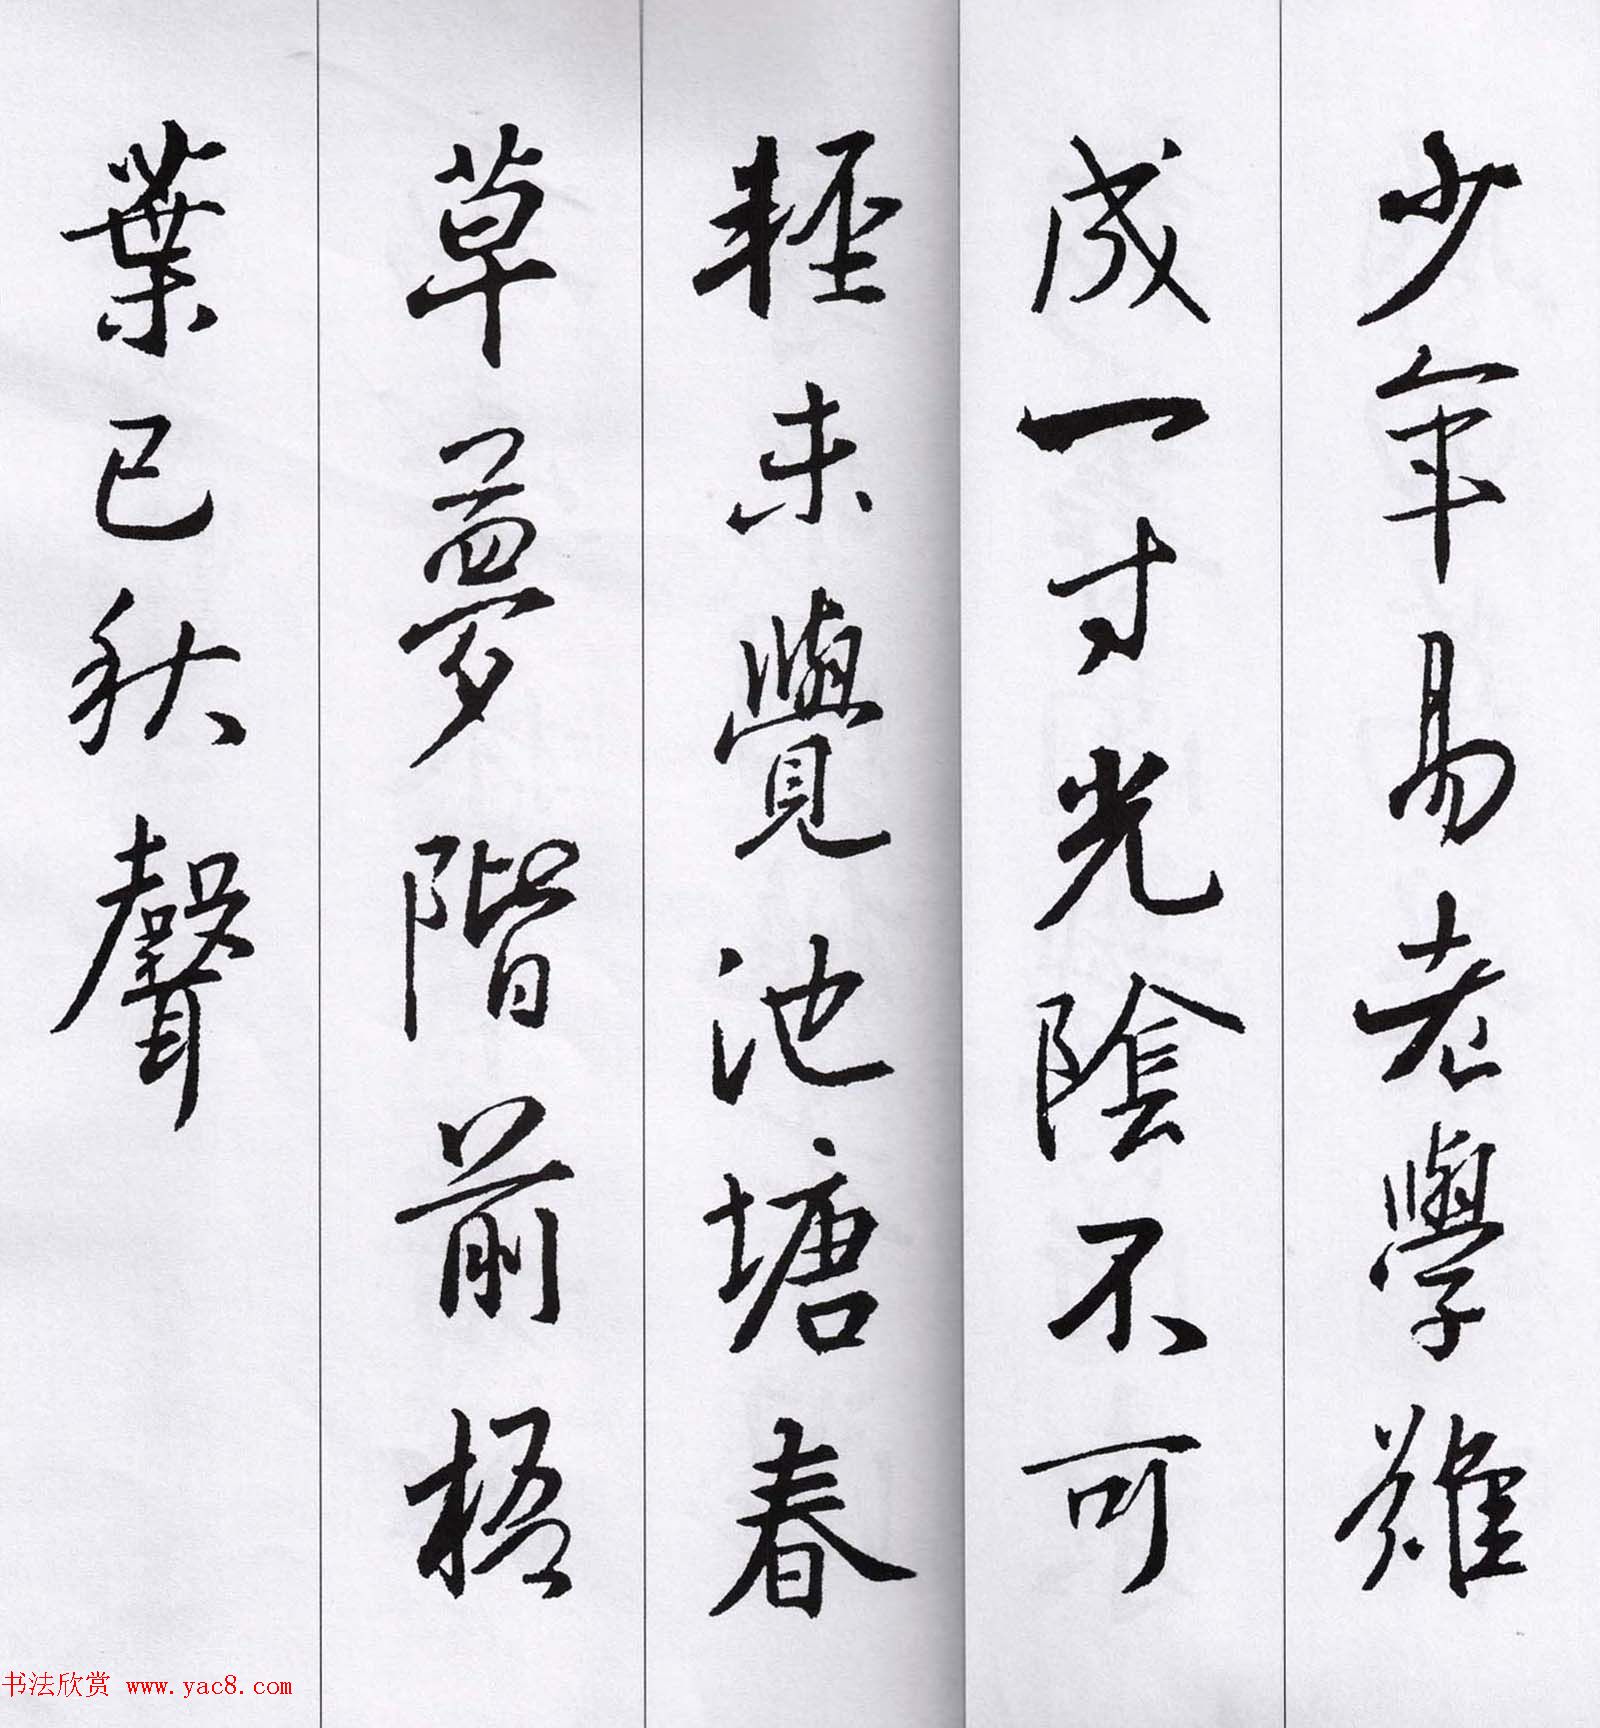 少年易老學難
成一寸光陰不可
輕未覺池塘春
草夢階前梧
葉已秋聲
书法欣赏 www.yac8.com